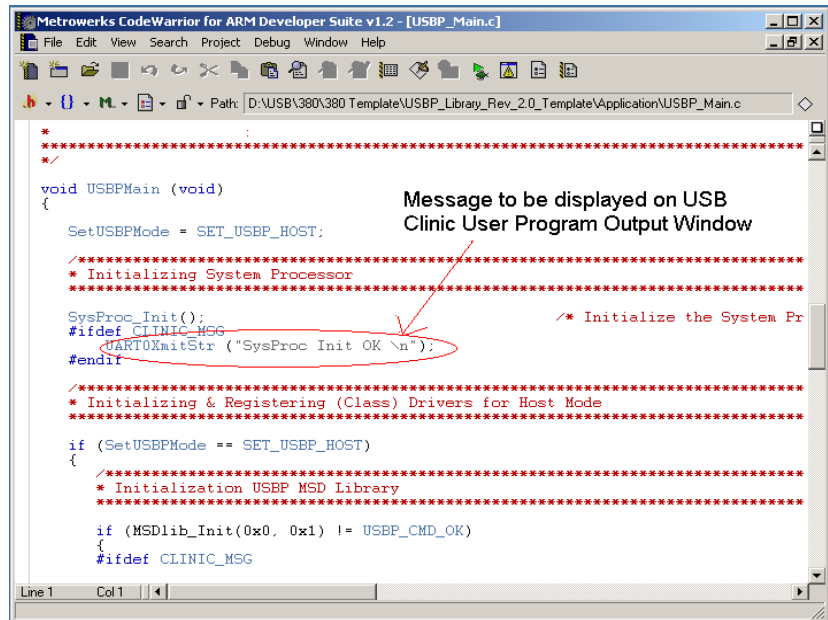 Metrowerks CodeWarrior for ARM Developer Suite v1.2 - [USBP_Main.c]
File Edit View Search Project Debug Window Help
.h {} M. Path: D:\USB\380\380 Template\USBP_Library_Rev_2.0_Template\Application\USBP_Main.c
* :
***********************************************************************************
*/
void USBPMain (void)
{
Message to be displayed on USB
Clinic User Program Output Window
SetUSBPMode = SET_USBP_HOST;
/*******************************************************************************
* Initializing System Processor
********************************************************************************
SysProc_Init(); /* Initialize the System Pr
#ifdef CLINIC_MSG
UART0XmitStr ("SysProc Init OK \n");
#endif
/*******************************************************************************
* Initializing & Registering (Class) Drivers for Host Mode
********************************************************************************
if (SetUSBPMode == SET_USBP_HOST)
{
/****************************************************************************
* Initialization USBP MSD Library
*****************************************************************************
if (MSDlib_Init(0x0, 0x1) != USBP_CMD_OK)
{
#ifdef CLINIC_MSG
Line 1 Col 1